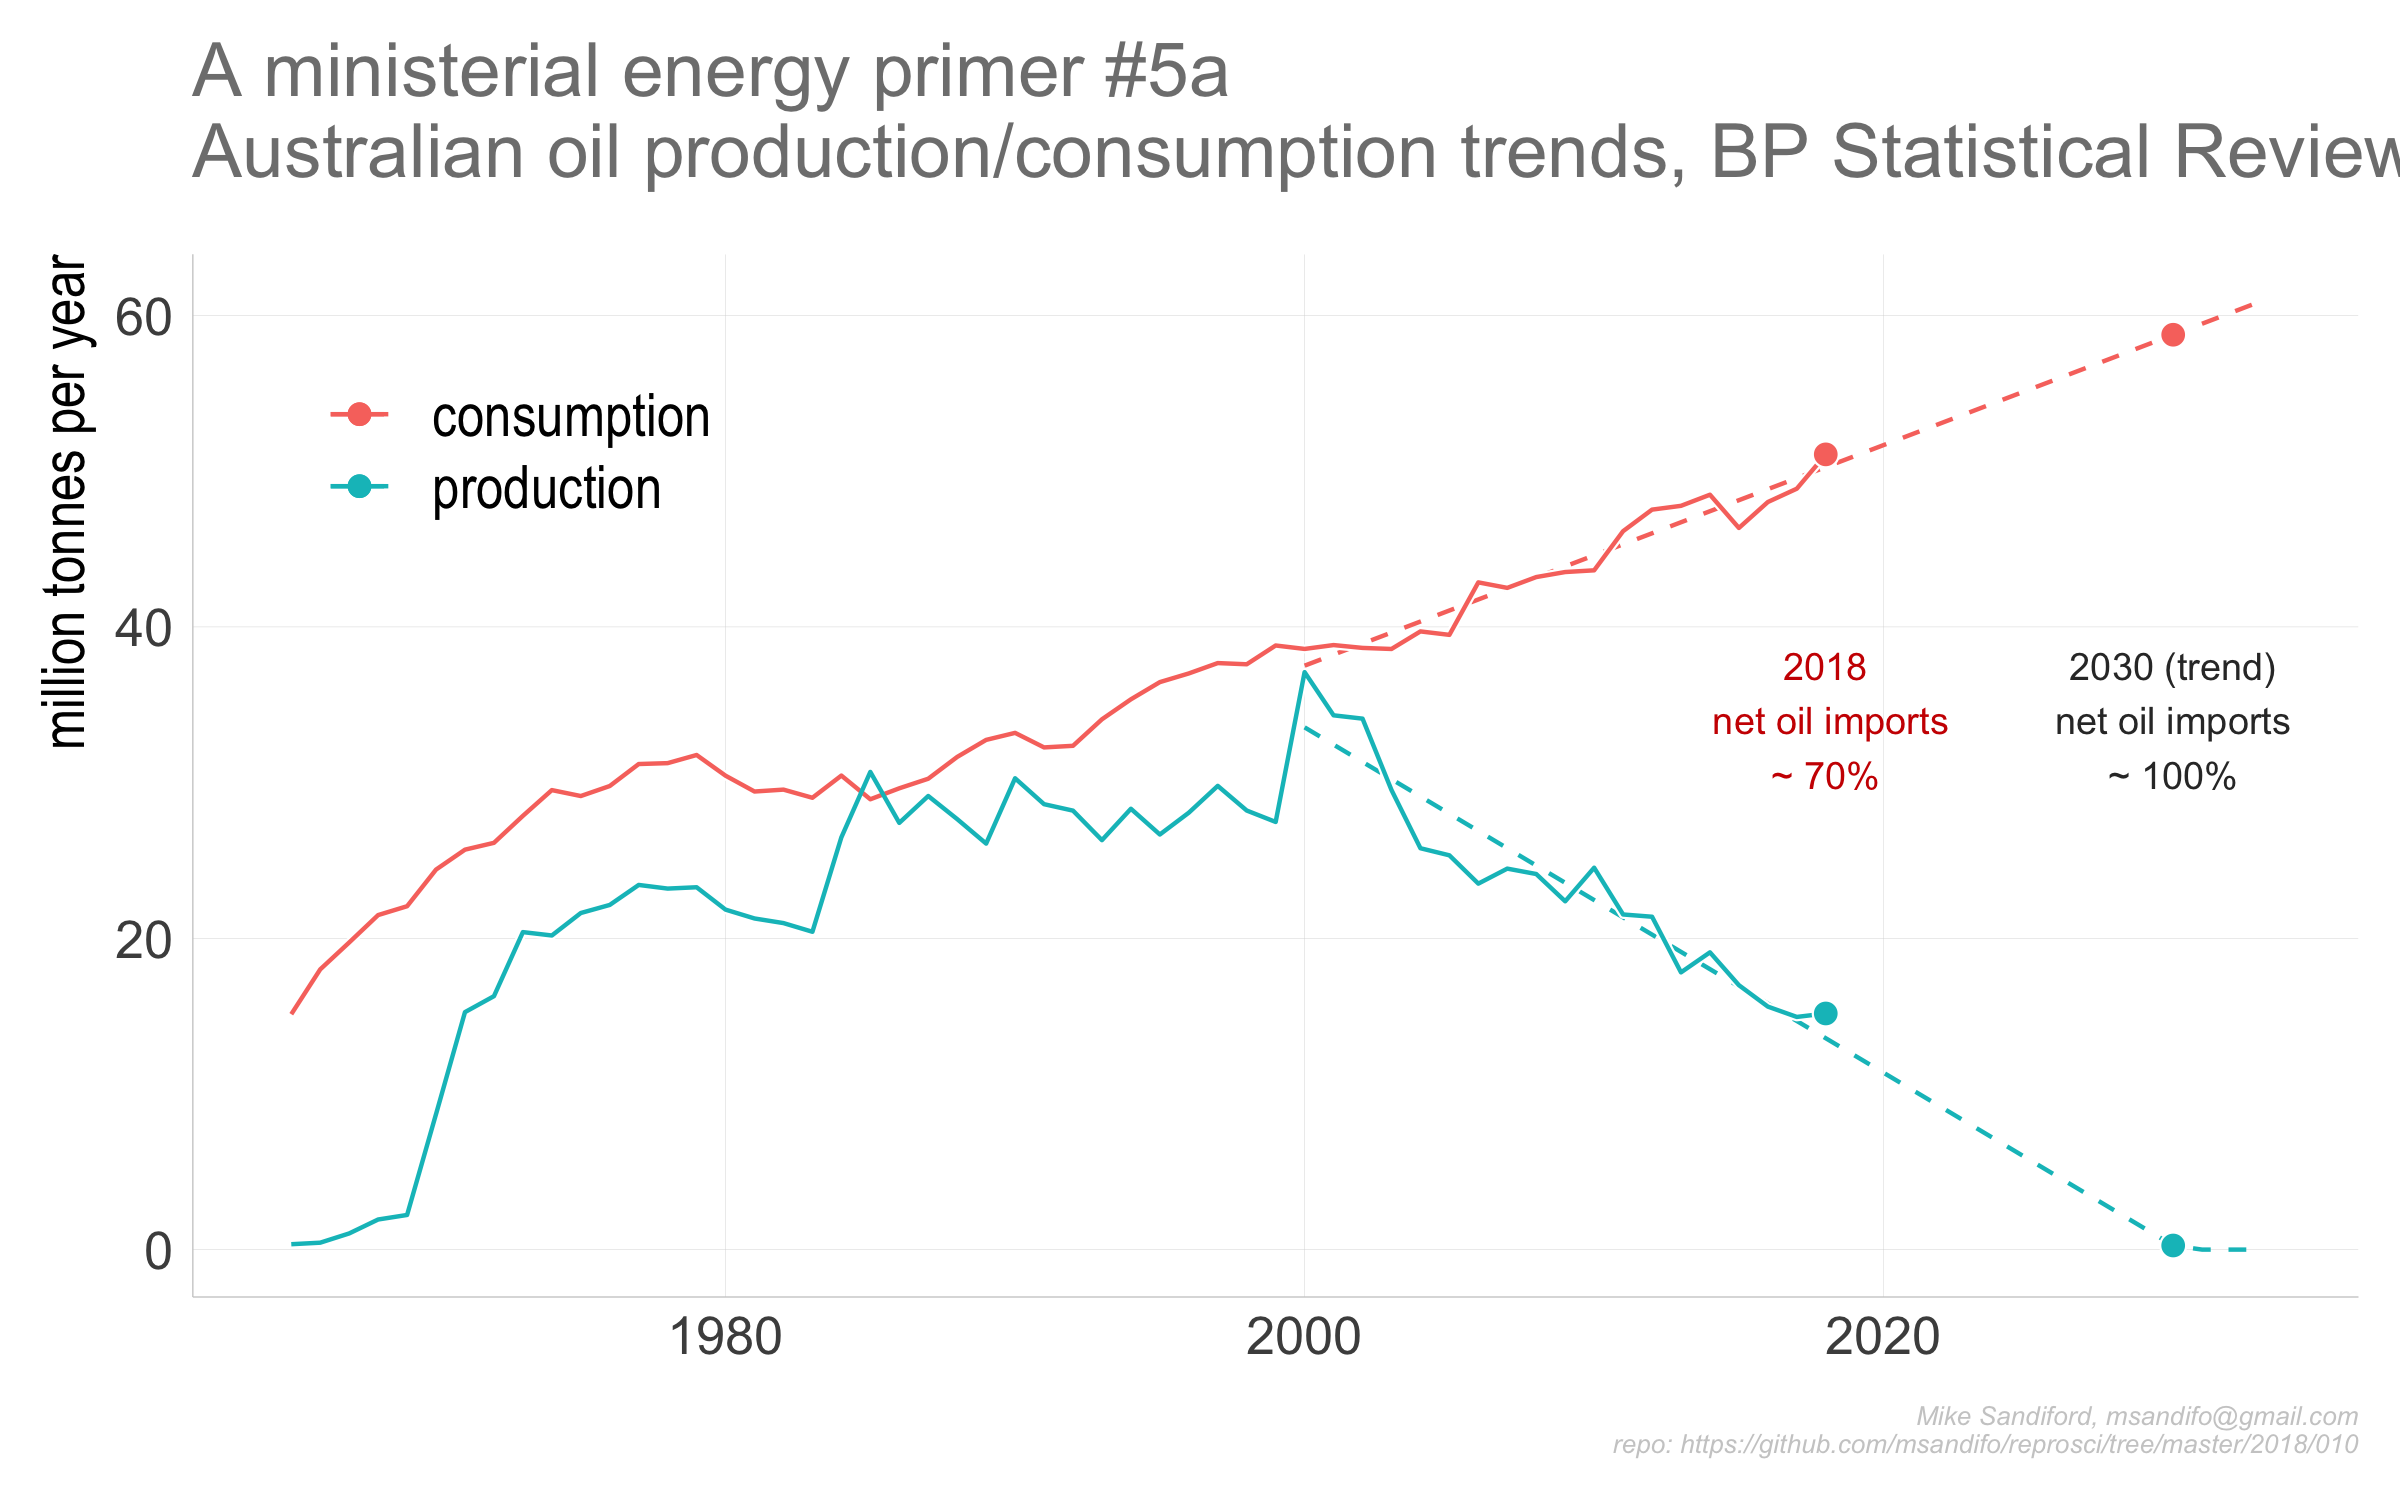 A ministerial energy primer #5a
Australian oil production/consumption trends, BP Statistical Review
million tonnes per year
60
40
20
0
consumption
production
2018
net oil imports
~ 70%
2030 (trend)
net oil imports
~ 100%
1980
2000
2020
Mike Sandiford, msandifo@gmail.com
repo: https://github.com/msandifo/reprosci/tree/master/2018/010